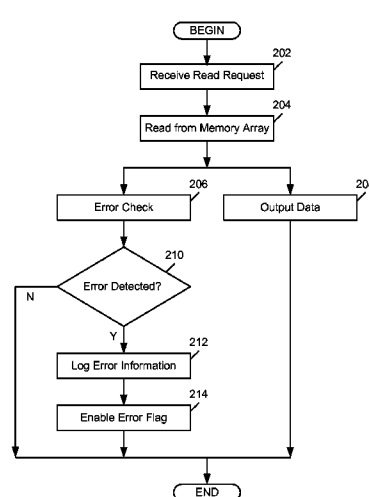 BEGIN
202
Receive Read Request
204
Read from Memory Array
206
Error Check
Output Data
210
Error Detected?
N
Y
212
Log Error Information
214
Enable Error Flag
END